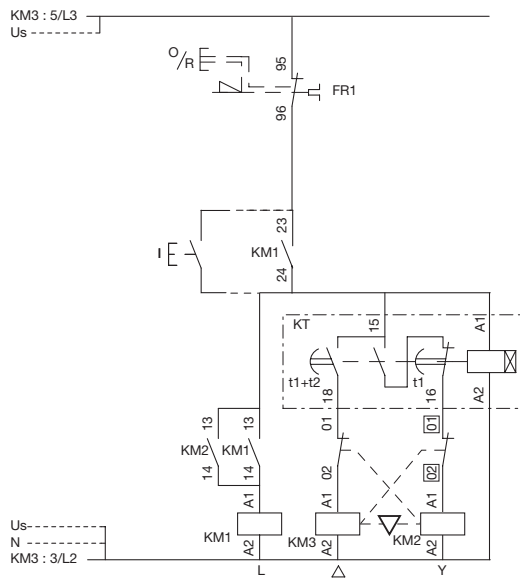 KM3 : 5/L3
Us
O/R
95
FR1
96
23
I
KM1
24
KT
15
A1
t1+t2
t1
A2
18
16
01
01
13
13
KM2
KM1
14
14
02
02
A1
A1
A1
Us
N
KM1
KM3
KM2
A2
A2
A2
KM3 : 3/L2
L
Y